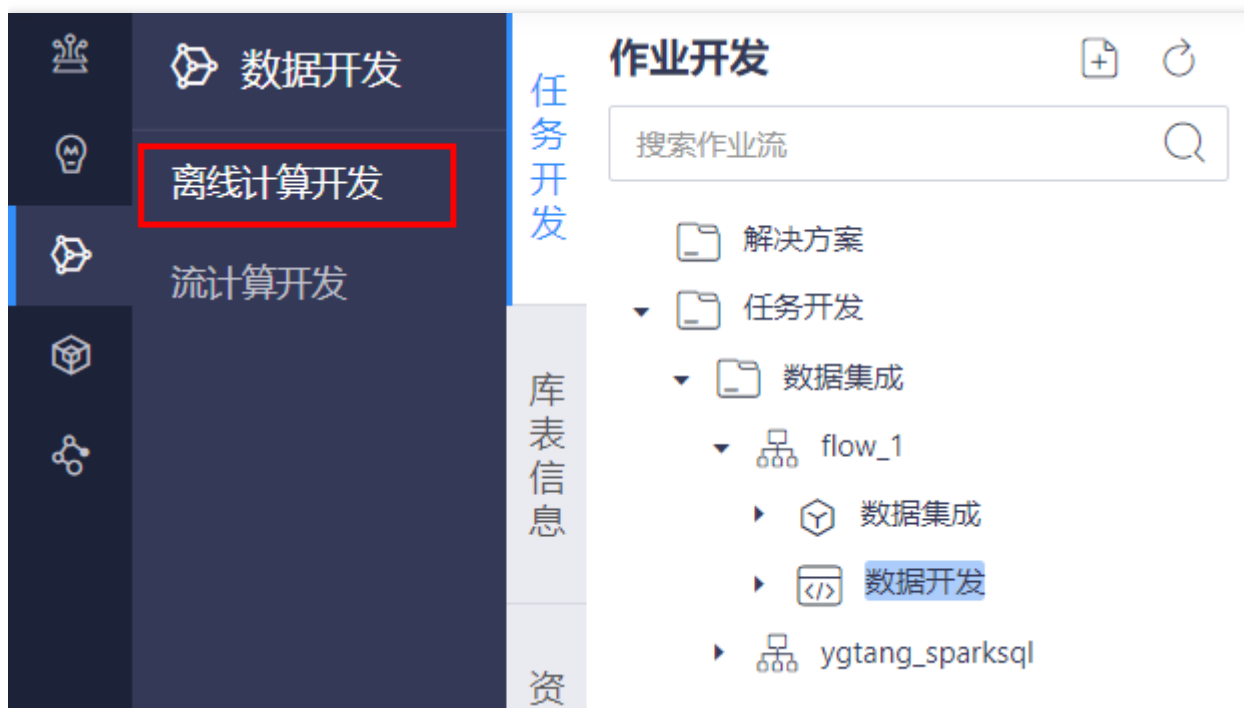 数据开发
离线计算开发
流计算开发
任务开发
库表信息
资
作业开发
搜索作业流
解决方案
任务开发
数据集成
flow_1
数据集成
数据开发
ygtang_sparksql